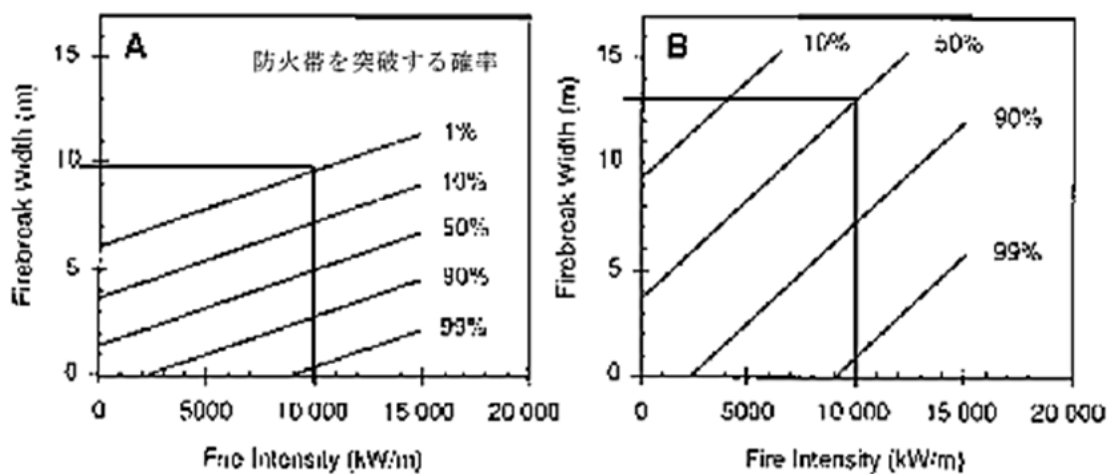 A
防火帯を突破する確率
15
10
5
0
1%
10%
50%
90%
99%
0 5000 10 000 15 000 20 000
Firebreak Width (m)
Fire Intensity (kW/m)
B
15
10
5
0
10%
50%
90%
99%
0 5000 10 000 15 000 20 000
Firebreak Width (m)
Fire Intensity (kW/m)